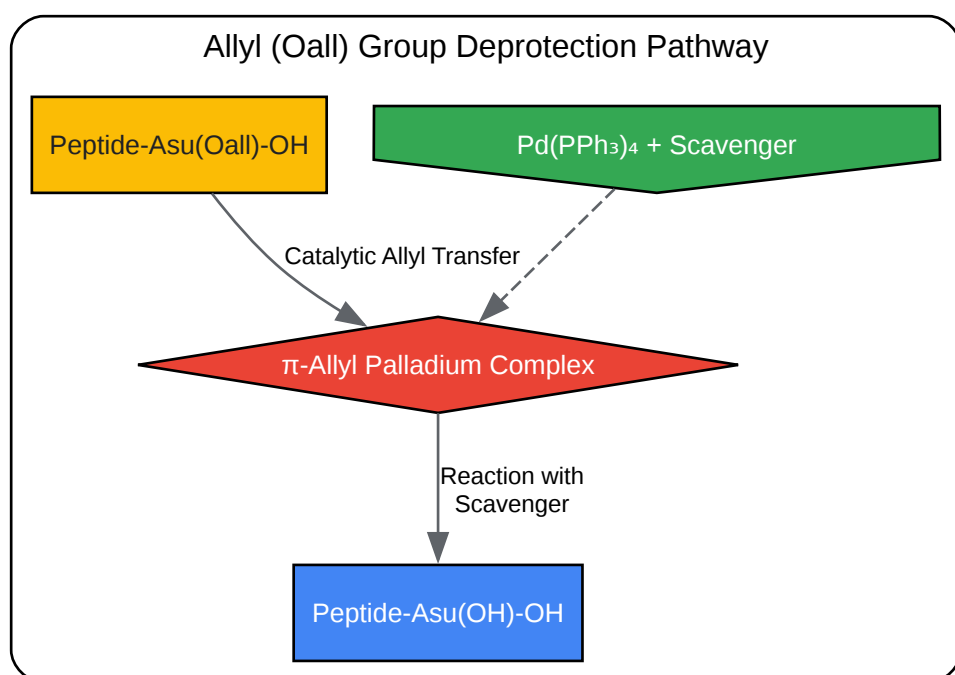 Allyl (Oall) Group Deprotection Pathway
Peptide-Asu(Oall)-OH
Pd(PPh₃)₄ + Scavenger
Catalytic Allyl Transfer
π-Allyl Palladium Complex
Reaction with
Scavenger
Peptide-Asu(OH)-OH